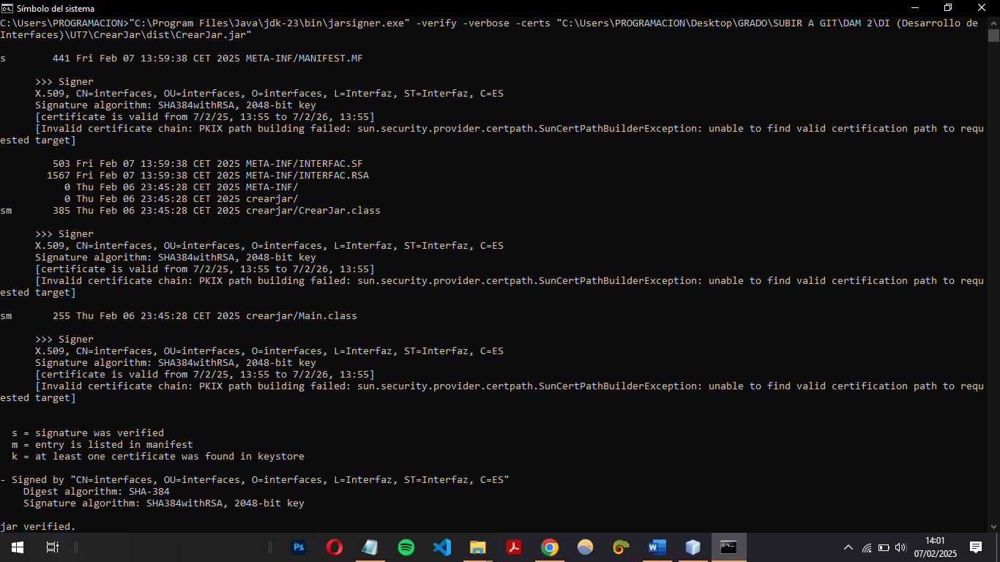 Símbolo del sistema
C:\Users\PROGRAMACION>"C:\Program Files\Java\jdk-23\bin\jarsigner.exe" -verify -verbose -certs "C:\Users\PROGRAMACION\Desktop\GRADO\SUBIR A GIT\DAM 2\DI (Desarrollo de
Interfaces)\UT7\CrearJar\dist\CrearJar.jar"
s        441 Fri Feb 07 13:59:38 CET 2025 META-INF/MANIFEST.MF
>>> Signer
X.509, CN=interfaces, OU=interfaces, O=interfaces, L=Interfaz, ST=Interfaz, C=ES
Signature algorithm: SHA384withRSA, 2048-bit key
[certificate is valid from 7/2/25, 13:55 to 7/2/26, 13:55]
[Invalid certificate chain: PKIX path building failed: sun.security.provider.certpath.SunCertPathBuilderException: unable to find valid certification path to requ
ested target]
503 Fri Feb 07 13:59:38 CET 2025 META-INF/INTERFAC.SF
1567 Fri Feb 07 13:59:38 CET 2025 META-INF/INTERFAC.RSA
0 Thu Feb 06 23:45:28 CET 2025 META-INF/
0 Thu Feb 06 23:45:28 CET 2025 crearjar/
sm       385 Thu Feb 06 23:45:28 CET 2025 crearjar/CrearJar.class
>>> Signer
X.509, CN=interfaces, OU=interfaces, O=interfaces, L=Interfaz, ST=Interfaz, C=ES
Signature algorithm: SHA384withRSA, 2048-bit key
[certificate is valid from 7/2/25, 13:55 to 7/2/26, 13:55]
[Invalid certificate chain: PKIX path building failed: sun.security.provider.certpath.SunCertPathBuilderException: unable to find valid certification path to requ
ested target]
sm       255 Thu Feb 06 23:45:28 CET 2025 crearjar/Main.class
>>> Signer
X.509, CN=interfaces, OU=interfaces, O=interfaces, L=Interfaz, ST=Interfaz, C=ES
Signature algorithm: SHA384withRSA, 2048-bit key
[certificate is valid from 7/2/25, 13:55 to 7/2/26, 13:55]
[Invalid certificate chain: PKIX path building failed: sun.security.provider.certpath.SunCertPathBuilderException: unable to find valid certification path to requ
ested target]
s = signature was verified
m = entry is listed in manifest
k = at least one certificate was found in keystore
- Signed by "CN=interfaces, OU=interfaces, O=interfaces, L=Interfaz, ST=Interfaz, C=ES"
Digest algorithm: SHA-384
Signature algorithm: SHA384withRSA, 2048-bit key
jar verified.
Ps
14:01
07/02/2025